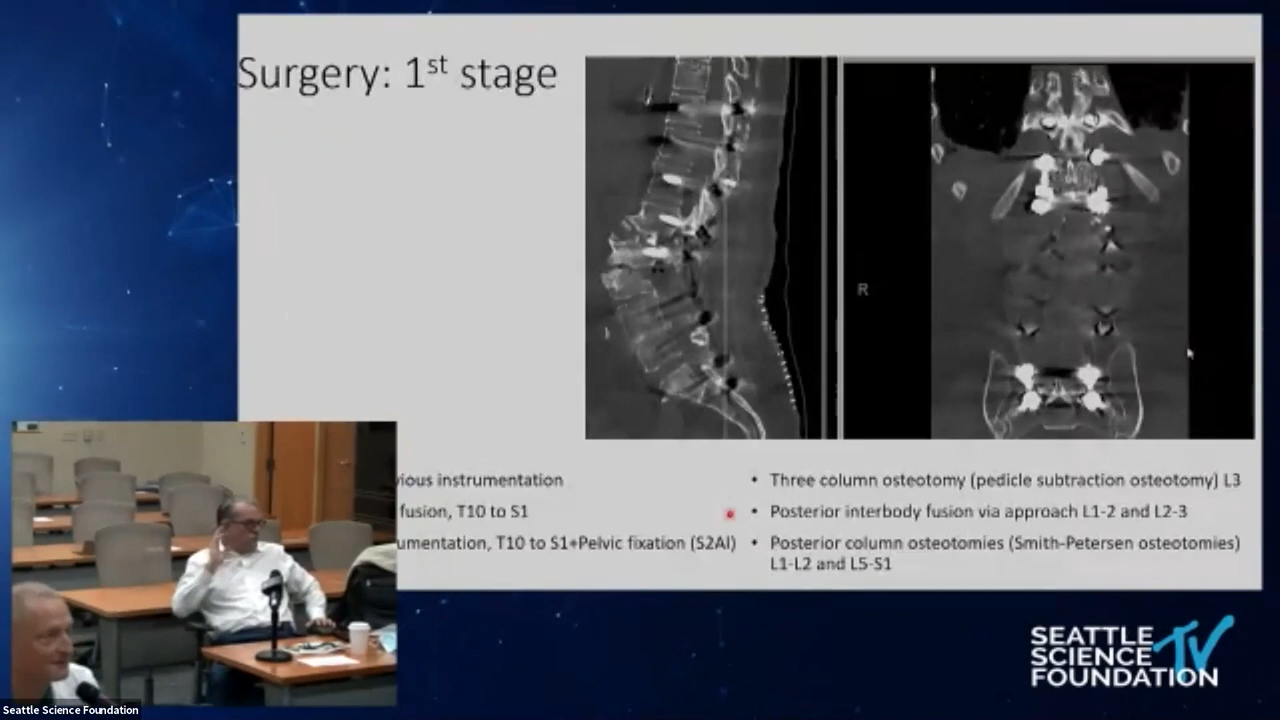 Surgery: 1st stage
R
vious instrumentation
fusion, T10 to S1
umentation, T10 to S1+Pelvic fixation (S2AI)
• Three column osteotomy (pedicle subtraction osteotomy) L3
• Posterior interbody fusion via approach L1-2 and L2-3
• Posterior column osteotomies (Smith-Petersen osteotomies)
L1-L2 and L5-S1
SEATTLE
SCIENCE TV
FOUNDATION
Seattle Science Foundation